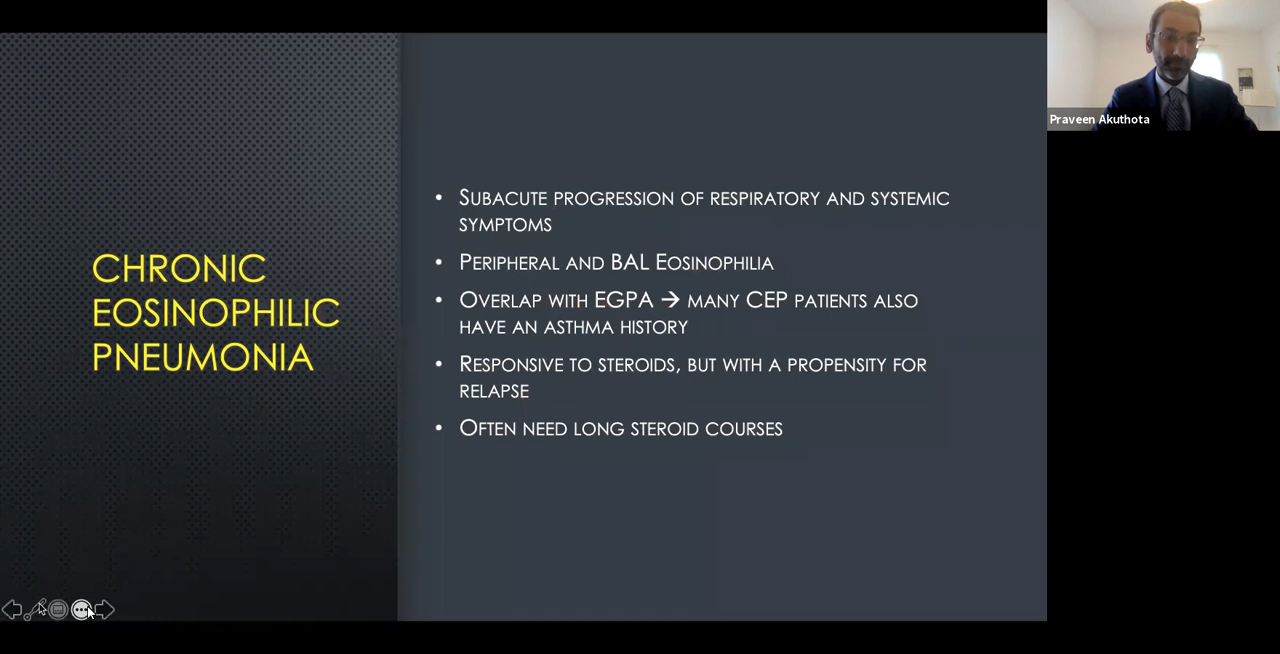 CHRONIC
EOSINOPHILIC
PNEUMONIA
• SUBACUTE PROGRESSION OF RESPIRATORY AND SYSTEMIC
SYMPTOMS
• PERIPHERAL AND BAL EOSINOPHILIA
• OVERLAP WITH EGPA → MANY CEP PATIENTS ALSO
HAVE AN ASTHMA HISTORY
• RESPONSIVE TO STEROIDS, BUT WITH A PROPENSITY FOR
RELAPSE
• OFTEN NEED LONG STEROID COURSES
Praveen Akuthota